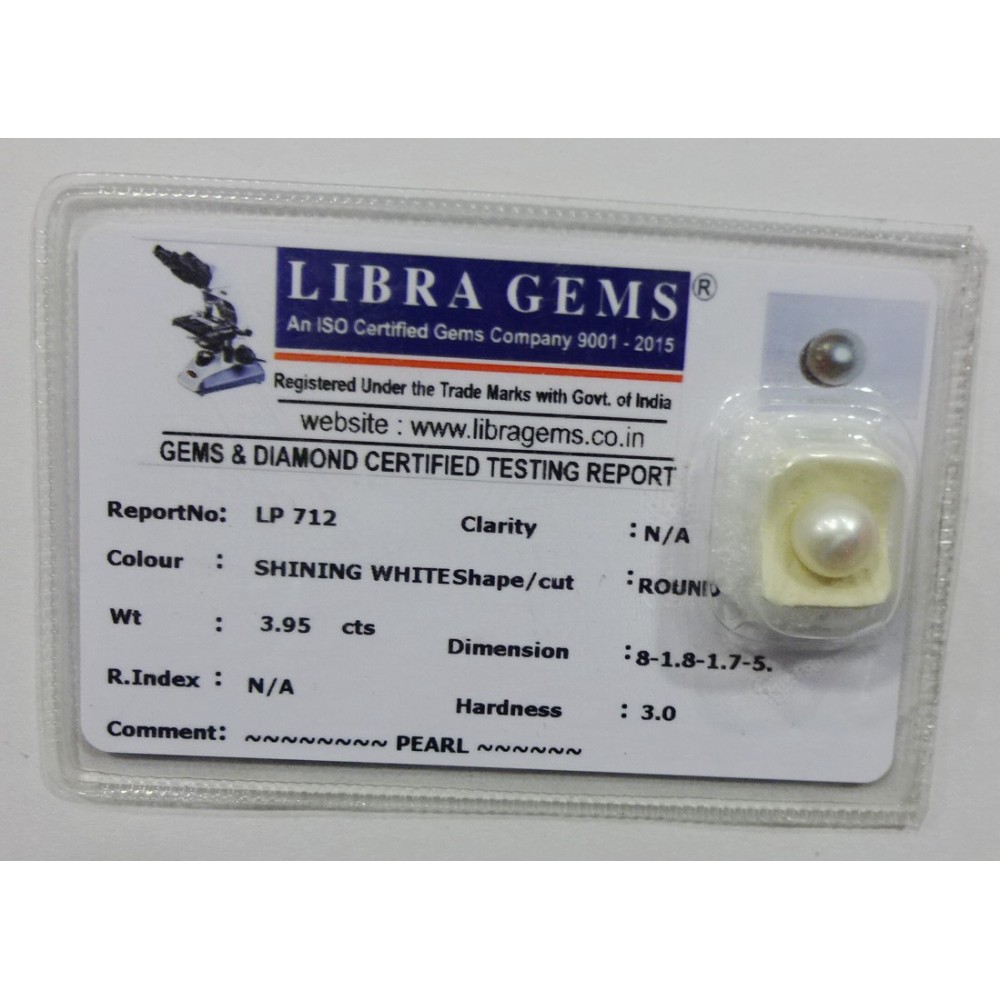 LIBRA GEMS ®
An ISO Certified Gems Company 9001 - 2015
Registered Under the Trade Marks with Govt. of India
website : www.libragems.co.in
GEMS & DIAMOND CERTIFIED TESTING REPORT
ReportNo: LP 712 Clarity : N/A
Colour : SHINING WHITE Shape/cut : ROUND
Wt : 3.95 cts Dimension : 8-1.8-1.7-5.
R.Index : N/A Hardness : 3.0
Comment: ~~~~~~~~ PEARL ~~~~~~